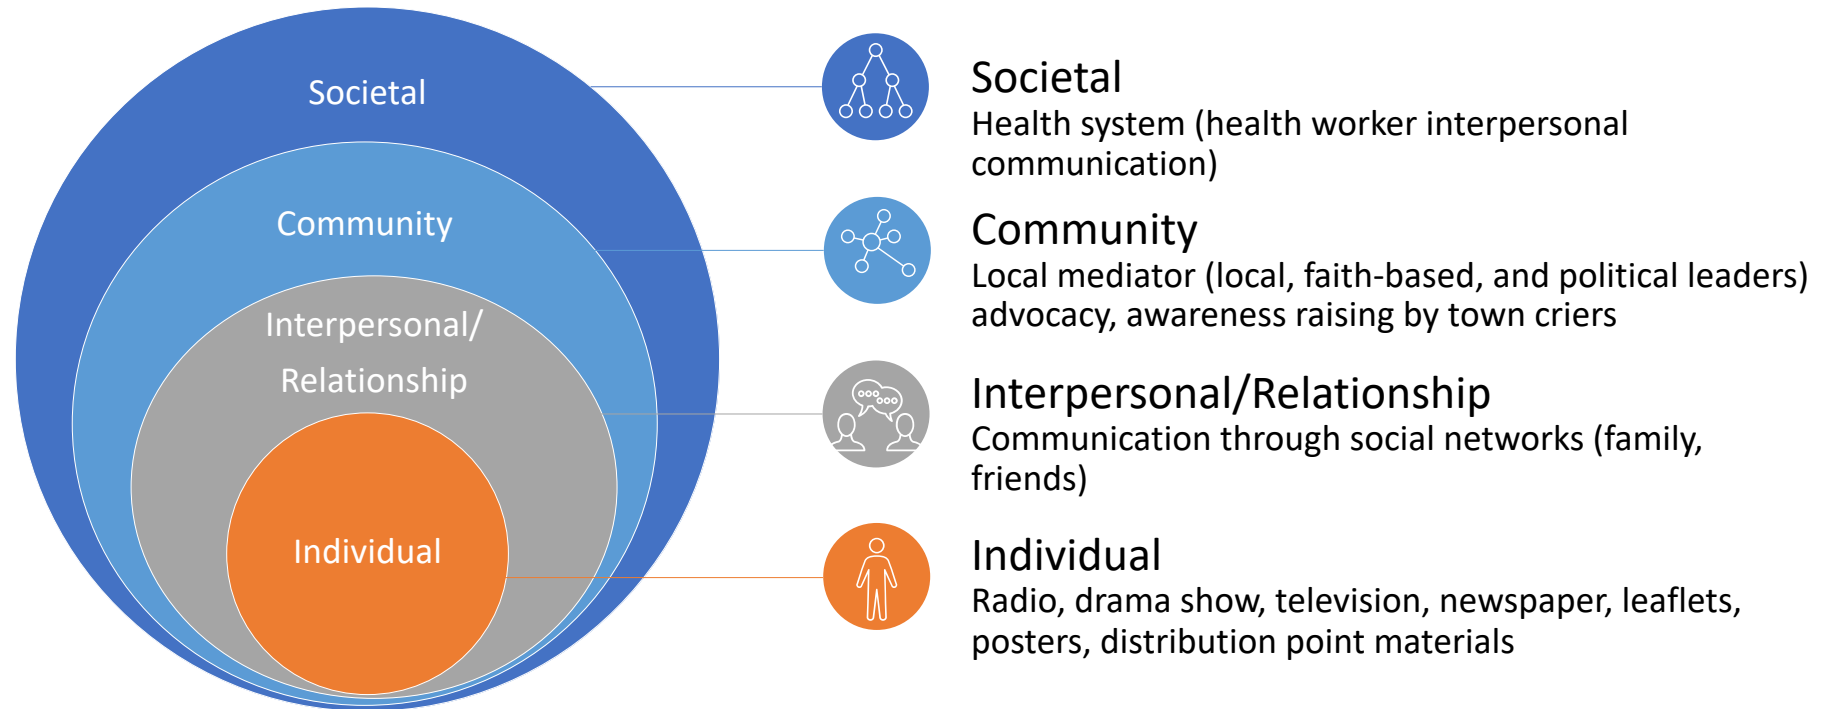 Societal
Community
Interpersonal/
Relationship
Individual
Societal
Health system (health worker interpersonal
communication)
Community
Local mediator (local, faith-based, and political leaders)
advocacy, awareness raising by town criers
Interpersonal/Relationship
Communication through social networks (family,
friends)
Individual
Radio, drama show, television, newspaper, leaflets,
posters, distribution point materials